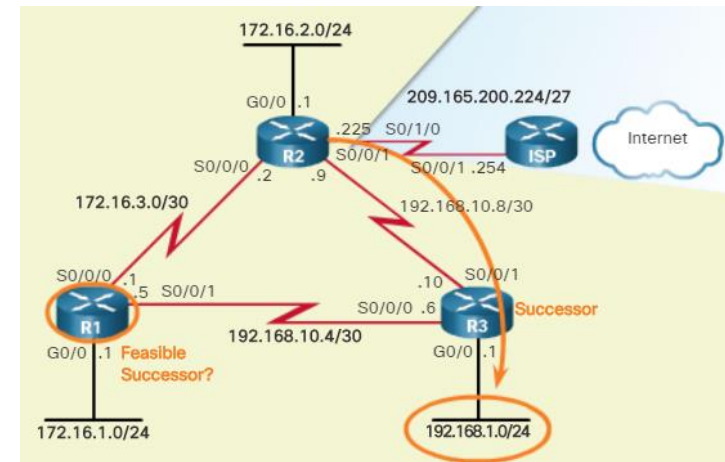 172.16.2.0/24
G0/0 .1
209.165.200.224/27
.225 S0/1/0
Internet
R2
ISP
S0/0/0
S0/0/1
S0/0/1 .254
.2
.9
172.16.3.0/30
192.168.10.8/30
S0/0/0
.1
.10
S0/0/1
.5
S0/0/1
S0/0/0 .6
Successor
R1
R3
192.168.10.4/30
G0/0 .1
Feasible
Successor?
G0/0 .1
172.16.1.0/24
192.168.1.0/24